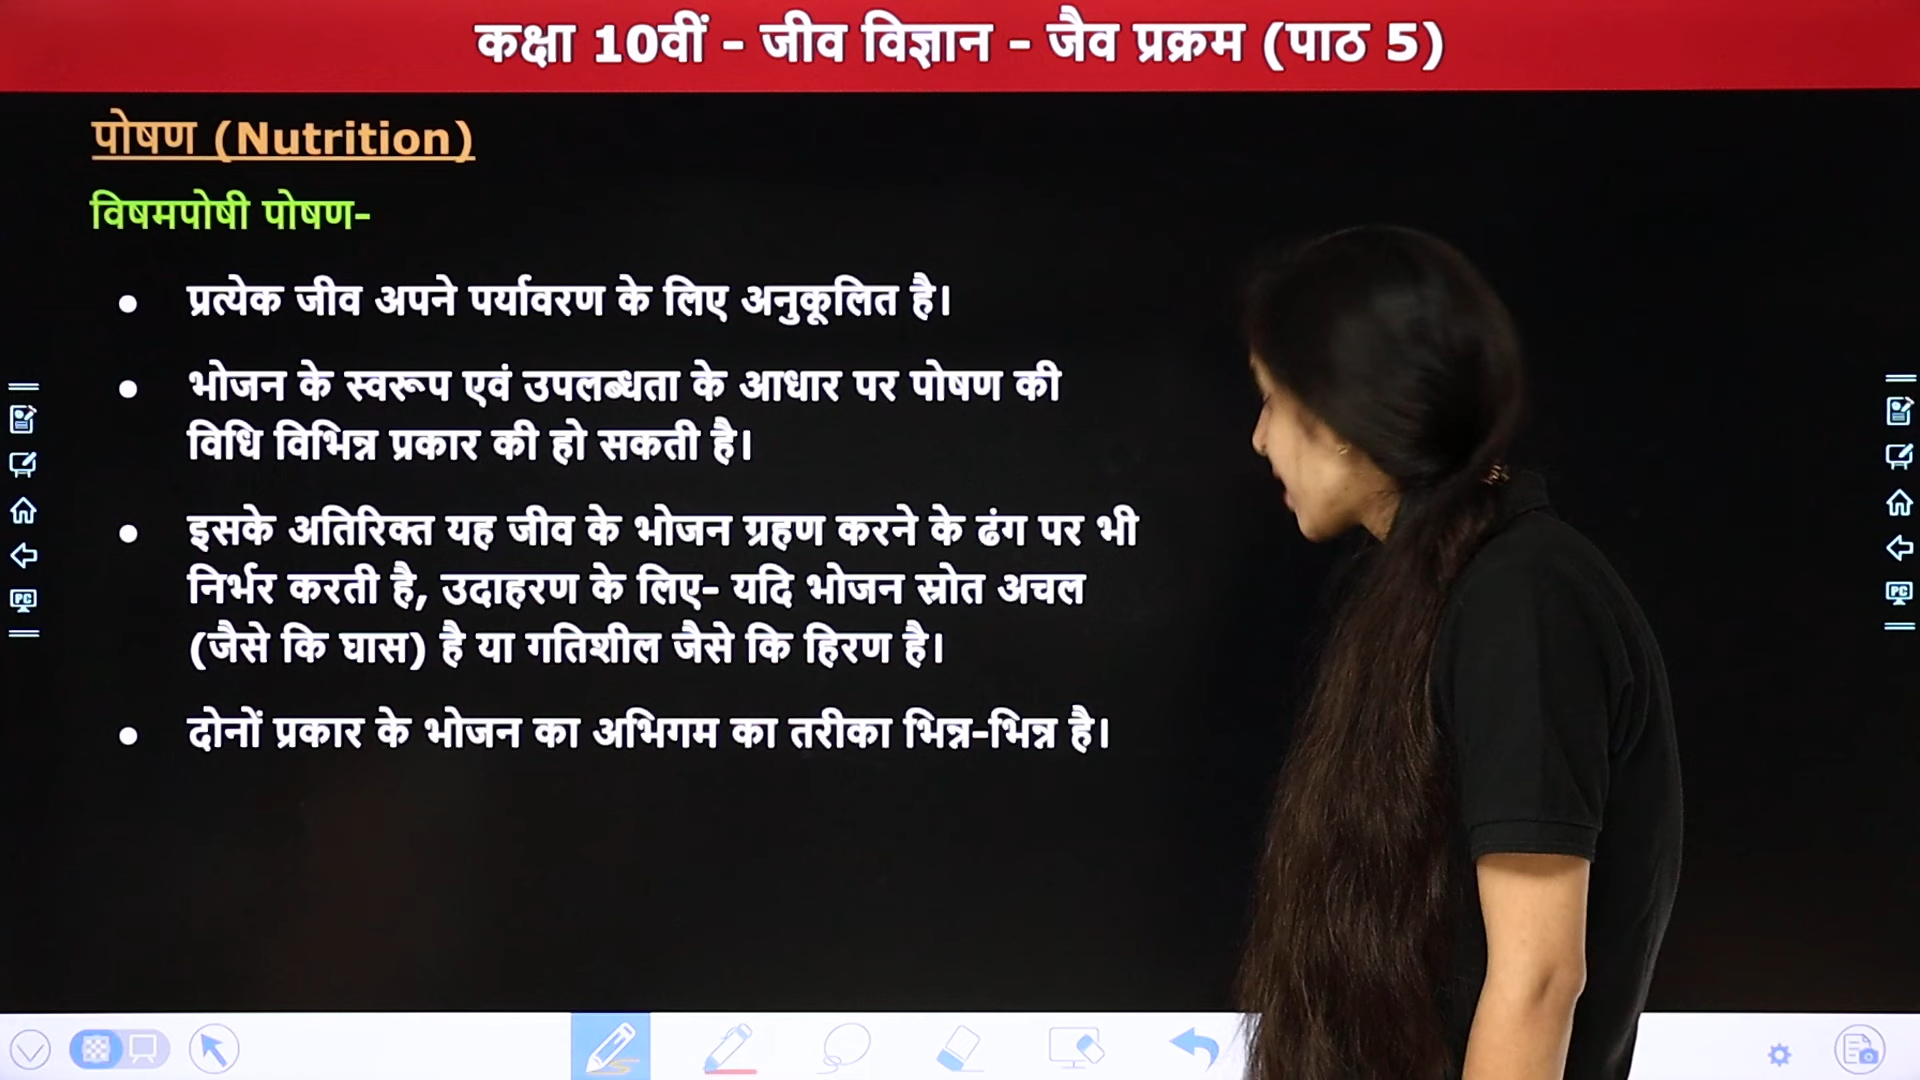 कक्षा 10वीं - जीव विज्ञान - जैव प्रक्रम (पाठ 5)
पोषण (Nutrition)
विषमपोषी पोषण-
● प्रत्येक जीव अपने पर्यावरण के लिए अनुकूलित है।
● भोजन के स्वरूप एवं उपलब्धता के आधार पर पोषण की
विधि विभिन्न प्रकार की हो सकती है।
● इसके अतिरिक्त यह जीव के भोजन ग्रहण करने के ढंग पर भी
निर्भर करती है, उदाहरण के लिए- यदि भोजन स्रोत अचल
(जैसे कि घास) है या गतिशील जैसे कि हिरण है।
● दोनों प्रकार के भोजन का अभिगम का तरीका भिन्न-भिन्न है।
PC
PC